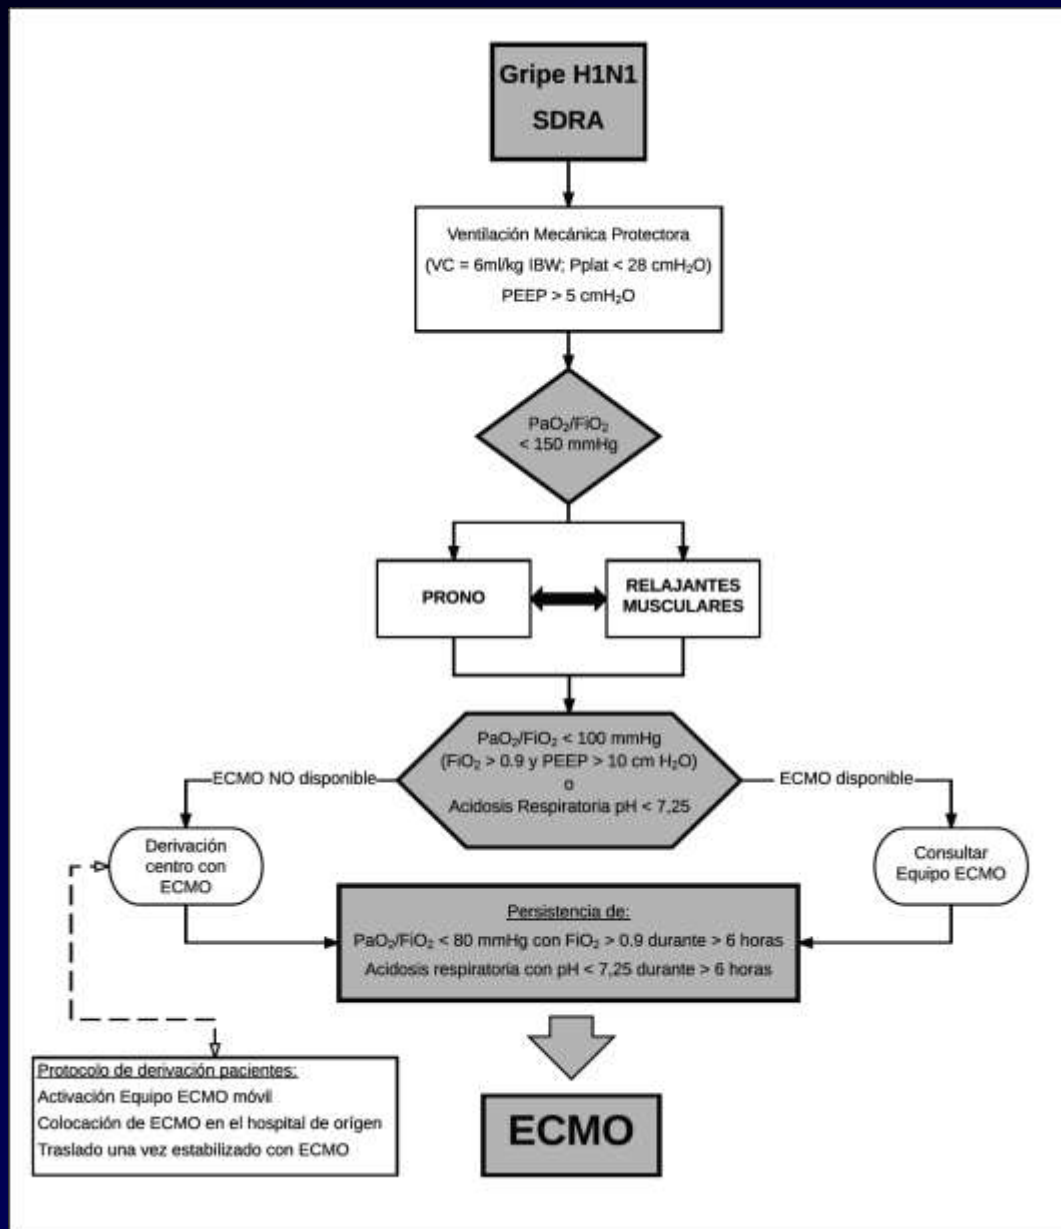 Gripe H1N1
SDRA
Ventilación Mecánica Protectora
(VC = 6ml/kg IBW; Pplat < 28 cmH₂O)
PEEP > 5 cmH₂O
PaO₂/FiO₂
< 150 mmHg
PRONO
RELAJANTES
MUSCULARES
PaO₂/FiO₂ < 100 mmHg
(FiO₂ > 0.9 y PEEP > 10 cm H₂O)
o
Acidosis Respiratoria pH < 7,25
ECMO NO disponible
ECMO disponible
Derivación
centro con
ECMO
Consultar
Equipo ECMO
Persistencia de:
PaO₂/FiO₂ < 80 mmHg con FiO₂ > 0.9 durante > 6 horas
Acidosis respiratoria con pH < 7,25 durante > 6 horas
Protocolo de derivación pacientes:
Activación Equipo ECMO móvil
Colocación de ECMO en el hospital de orígen
Traslado una vez estabilizado con ECMO
ECMO